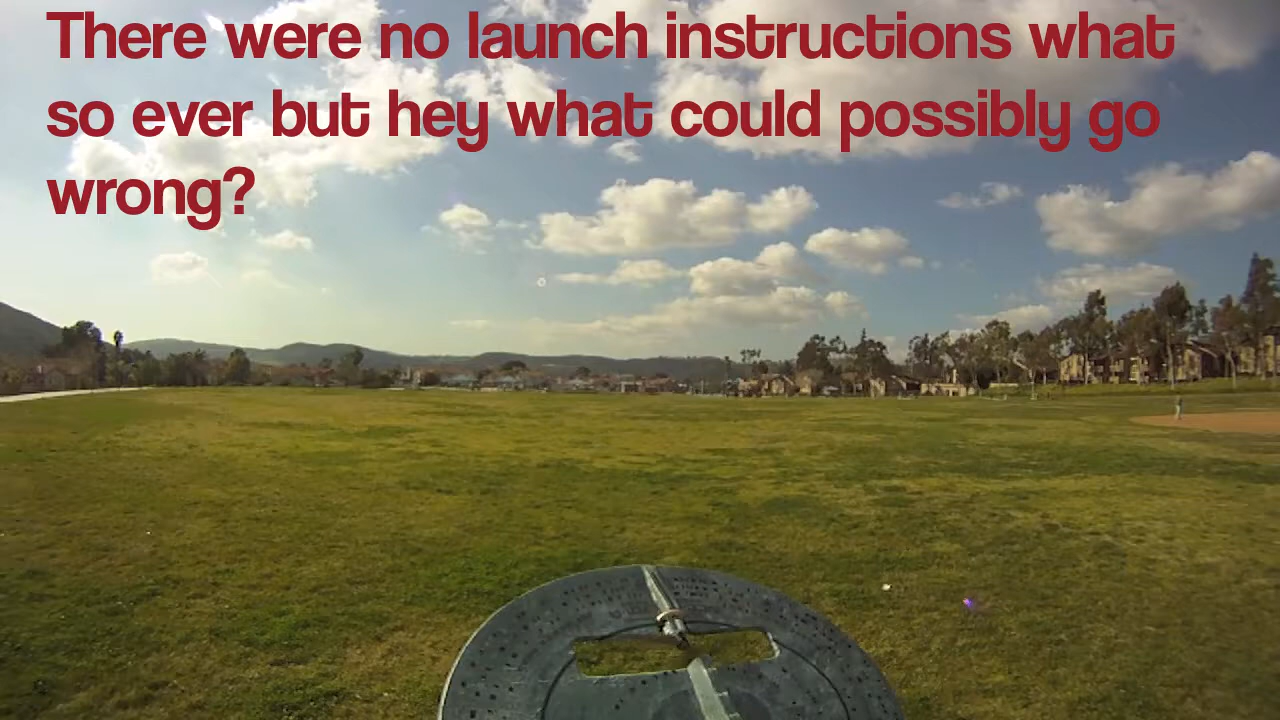 There were no launch instructions what
so ever but hey what could possibly go
wrong?